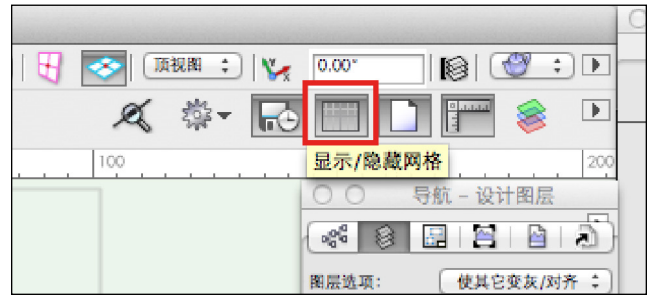 顶视图
0.00°
显示/隐藏网格
100
200
导航 - 设计图层
图层选项:
使其它变灰/对齐